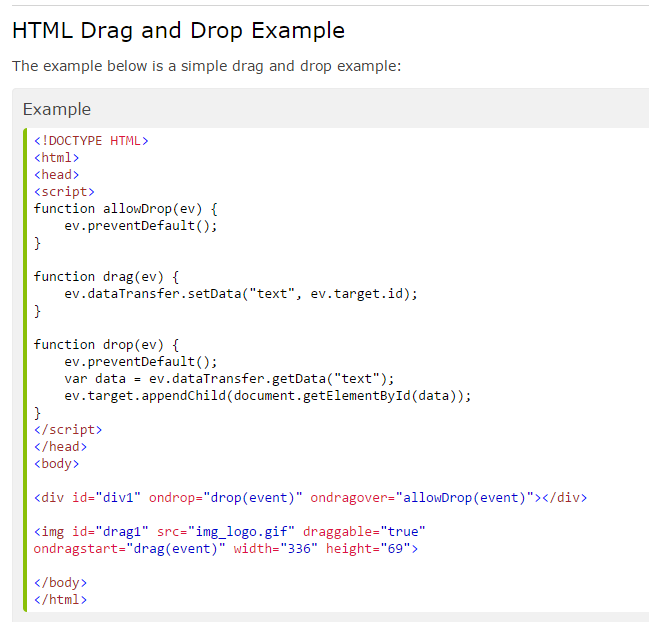 HTML Drag and Drop Example
The example below is a simple drag and drop example:
Example
<!DOCTYPE HTML>
<html>
<head>
<script>
function allowDrop(ev) {
    ev.preventDefault();
}

function drag(ev) {
    ev.dataTransfer.setData("text", ev.target.id);
}

function drop(ev) {
    ev.preventDefault();
    var data = ev.dataTransfer.getData("text");
    ev.target.appendChild(document.getElementById(data));
}
</script>
</head>
<body>

<div id="div1" ondrop="drop(event)" ondragover="allowDrop(event)"></div>

<img id="drag1" src="img_logo.gif" draggable="true"
ondragstart="drag(event)" width="336" height="69">

</body>
</html>